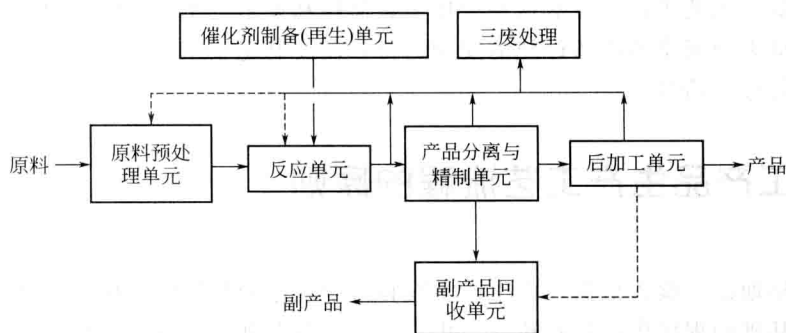 催化剂制备(再生)单元
三废处理
原料
原料预处
理单元
反应单元
产品分离与
精制单元
后加工单元
产品
副产品
副产品回
收单元